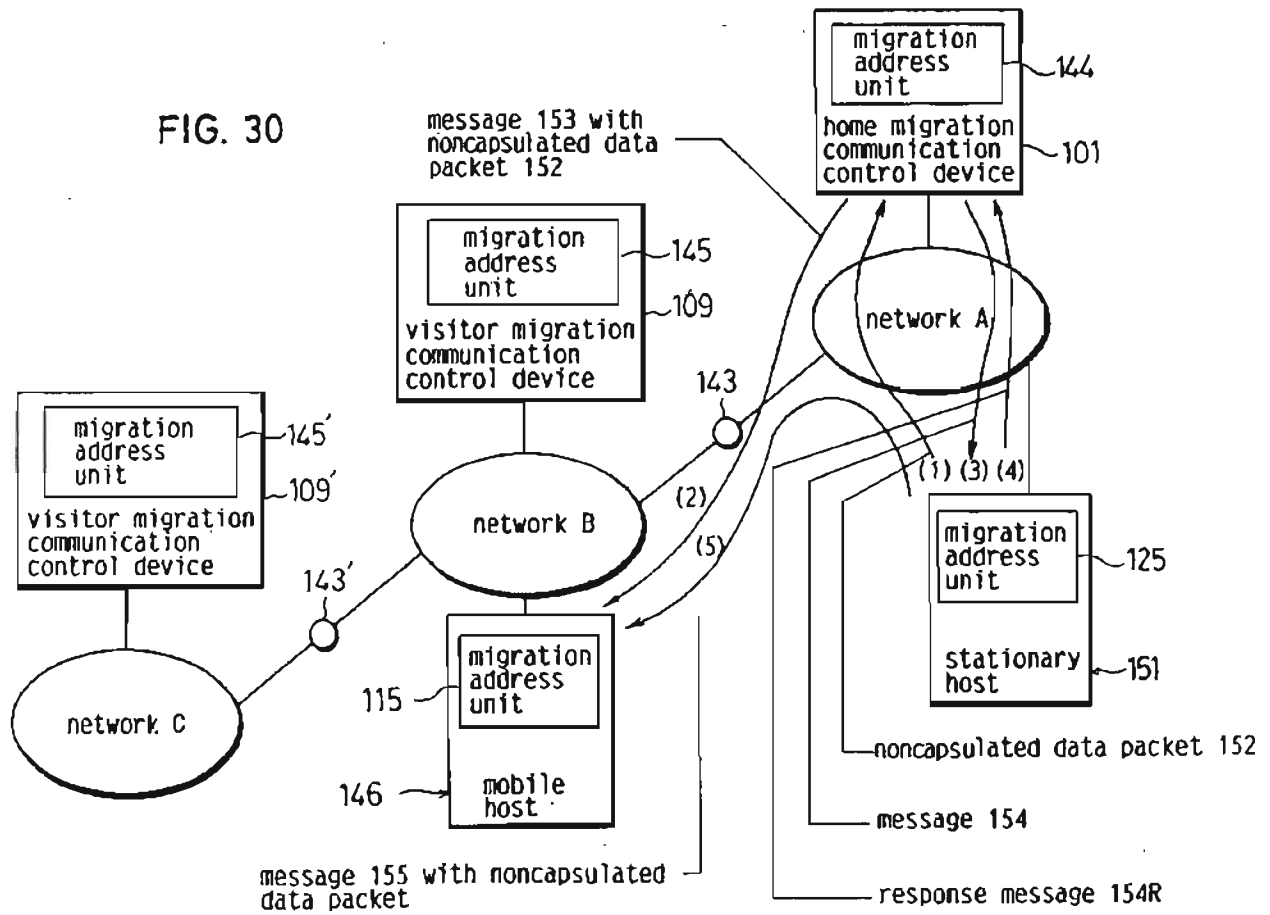 FIG. 30
message 153 with
noncapsulated data
packet 152
migration
address
unit
144
home migration
communication
control device
101
migration
address
unit
145
visitor migration
communication
control device
109
network A
migration
address
unit
145'
visitor migration
communication
control device
109'
143
network B
143'
network C
(1) (3) (4)
(2)
(5)
migration
address
unit
125
stationary
host
151
migration
address
unit
115
mobile
host
146
noncapsulated data packet 152
message 154
response message 154R
message 155 with noncapsulated
data packet